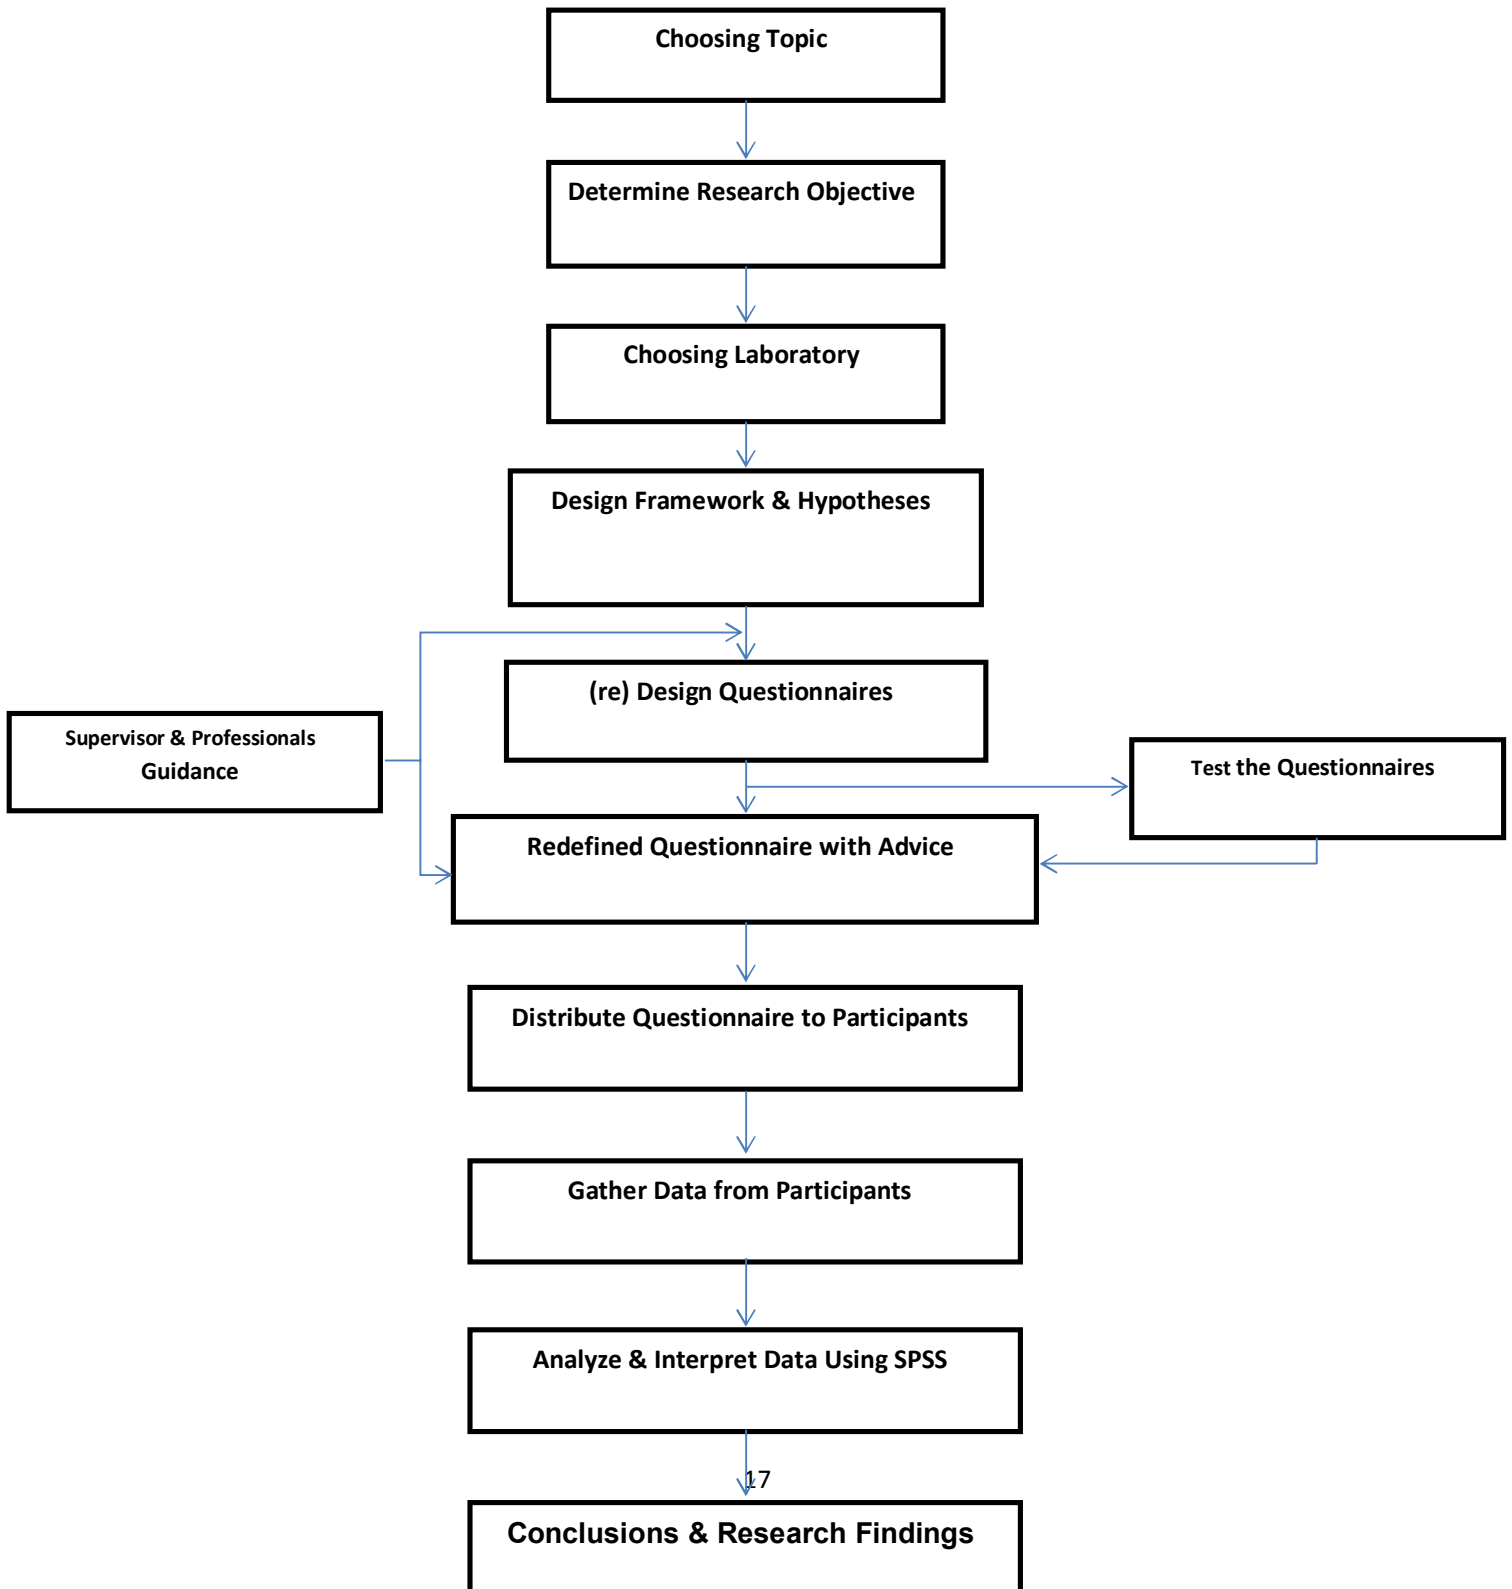 Choosing Topic
Determine Research Objective
Choosing Laboratory
Design Framework & Hypotheses
(re) Design Questionnaires
Supervisor & Professionals
Guidance
Test the Questionnaires
Redefined Questionnaire with Advice
Distribute Questionnaire to Participants
Gather Data from Participants
Analyze & Interpret Data Using SPSS
17
Conclusions & Research Findings